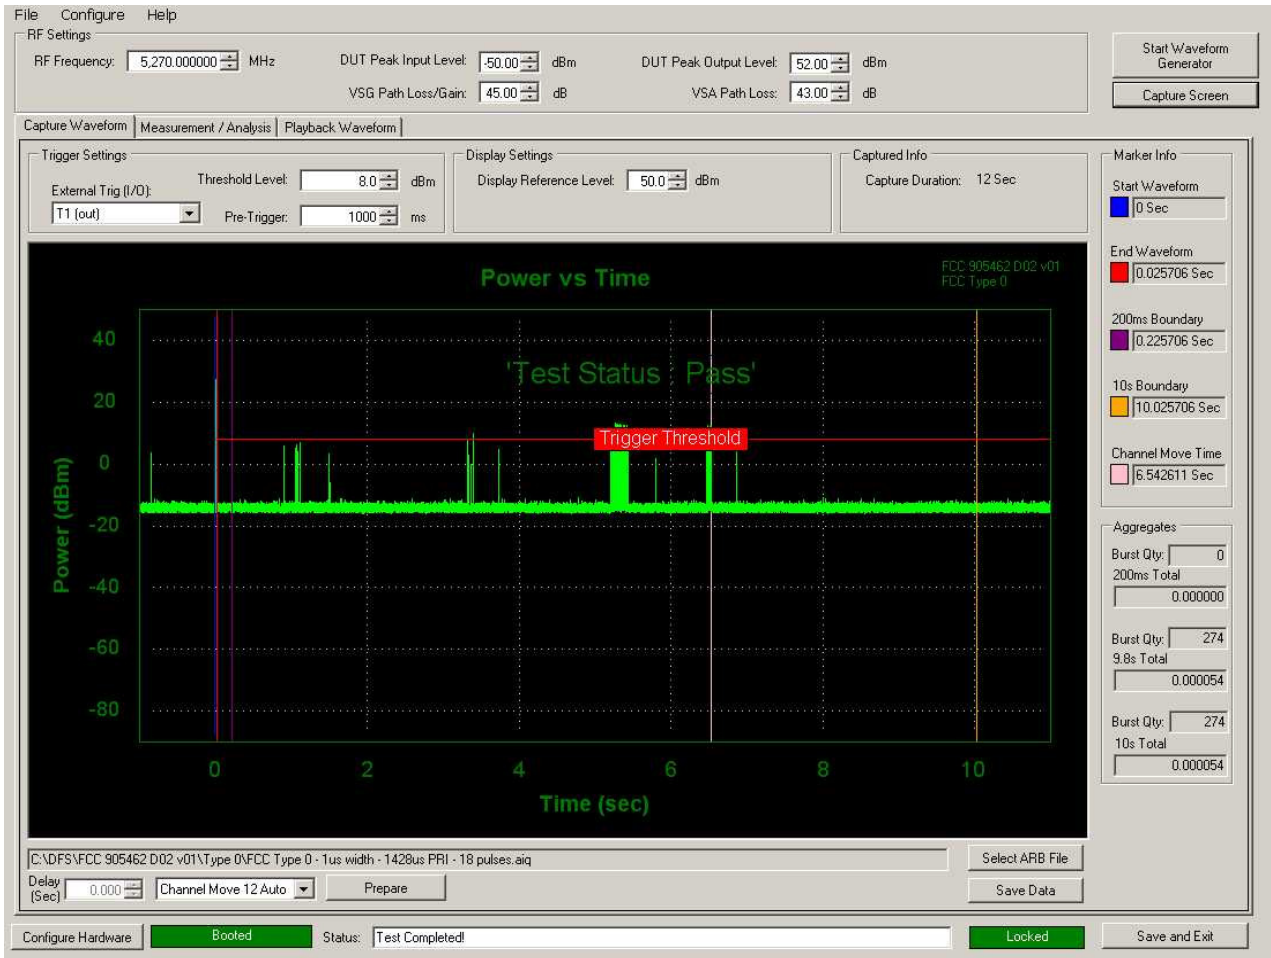 File Configure Help
RF Settings
RF Frequency: 5,270.000000 MHz DUT Peak Input Level: -50.00 dBm DUT Peak Output Level: 52.00 dBm
VSG Path Loss/Gain: 45.00 dB VSA Path Loss: 43.00 dB
Start Waveform
Generator
Capture Screen
Capture Waveform Measurement / Analysis Playback Waveform
Trigger Settings
External Trig (I/O):
T1 (out)
Threshold Level: 8.0 dBm
Pre-Trigger: 1000 ms
Display Settings
Display Reference Level: 50.0 dBm
Captured Info
Capture Duration: 12 Sec
Marker Info
Start Waveform
0 Sec
End Waveform
0.025706 Sec
200ms Boundary
0.225706 Sec
10s Boundary
10.025706 Sec
Channel Move Time
6.542611 Sec
Aggregates
Burst Qty: 0
200ms Total
0.000000
Burst Qty: 274
9.8s Total
0.000054
Burst Qty: 274
10s Total
0.000054
Power vs Time
FCC 905462 D02 v01
FCC Type 0
'Test Status : Pass'
Trigger Threshold
Power (dBm)
40
20
0
-20
-40
-60
-80
0 2 4 6 8 10
Time (sec)
C:\DFS\FCC 905462 D02 v01\Type 0\FCC Type 0 - 1us width - 1428us PRI - 18 pulses.aiq
Select ARB File
Delay
(Sec) 0.000 Channel Move 12 Auto Prepare
Save Data
Configure Hardware Booted Status: Test Completed! Locked Save and Exit